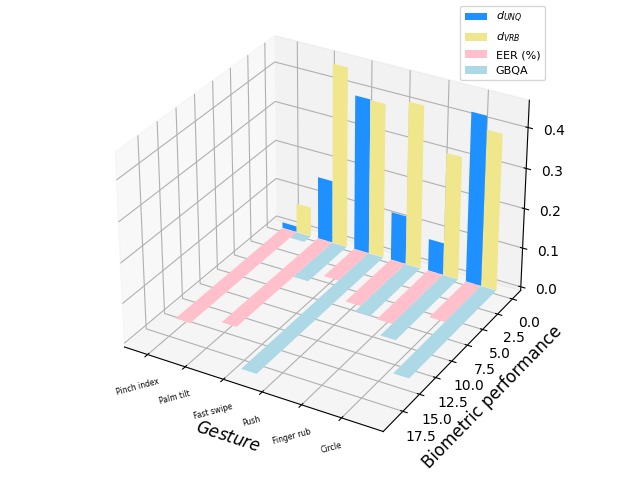 d_UNQ
d_VRB
EER (%)
GBQA
0.4
0.3
0.2
0.1
0.0
0.0
2.5
5.0
7.5
10.0
12.5
15.0
17.5
Biometric performance
Pinch index
Palm tilt
Fast swipe
Push
Finger rub
Circle
Gesture